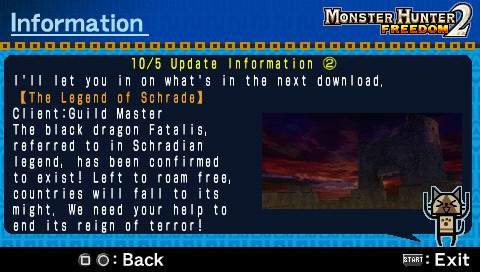 Information
MONSTER HUNTER
FREEDOM 2
10/5 Update Information ②
I'll let you in on what's in the next download.
【The Legend of Schrade】
Client:Guild Master
The black dragon Fatalis,
referred to in Schradian
legend, has been confirmed
to exist! Left to roam free,
countries will fall to its
might. We need your help to
end its reign of terror!
□○: Back
START: Exit